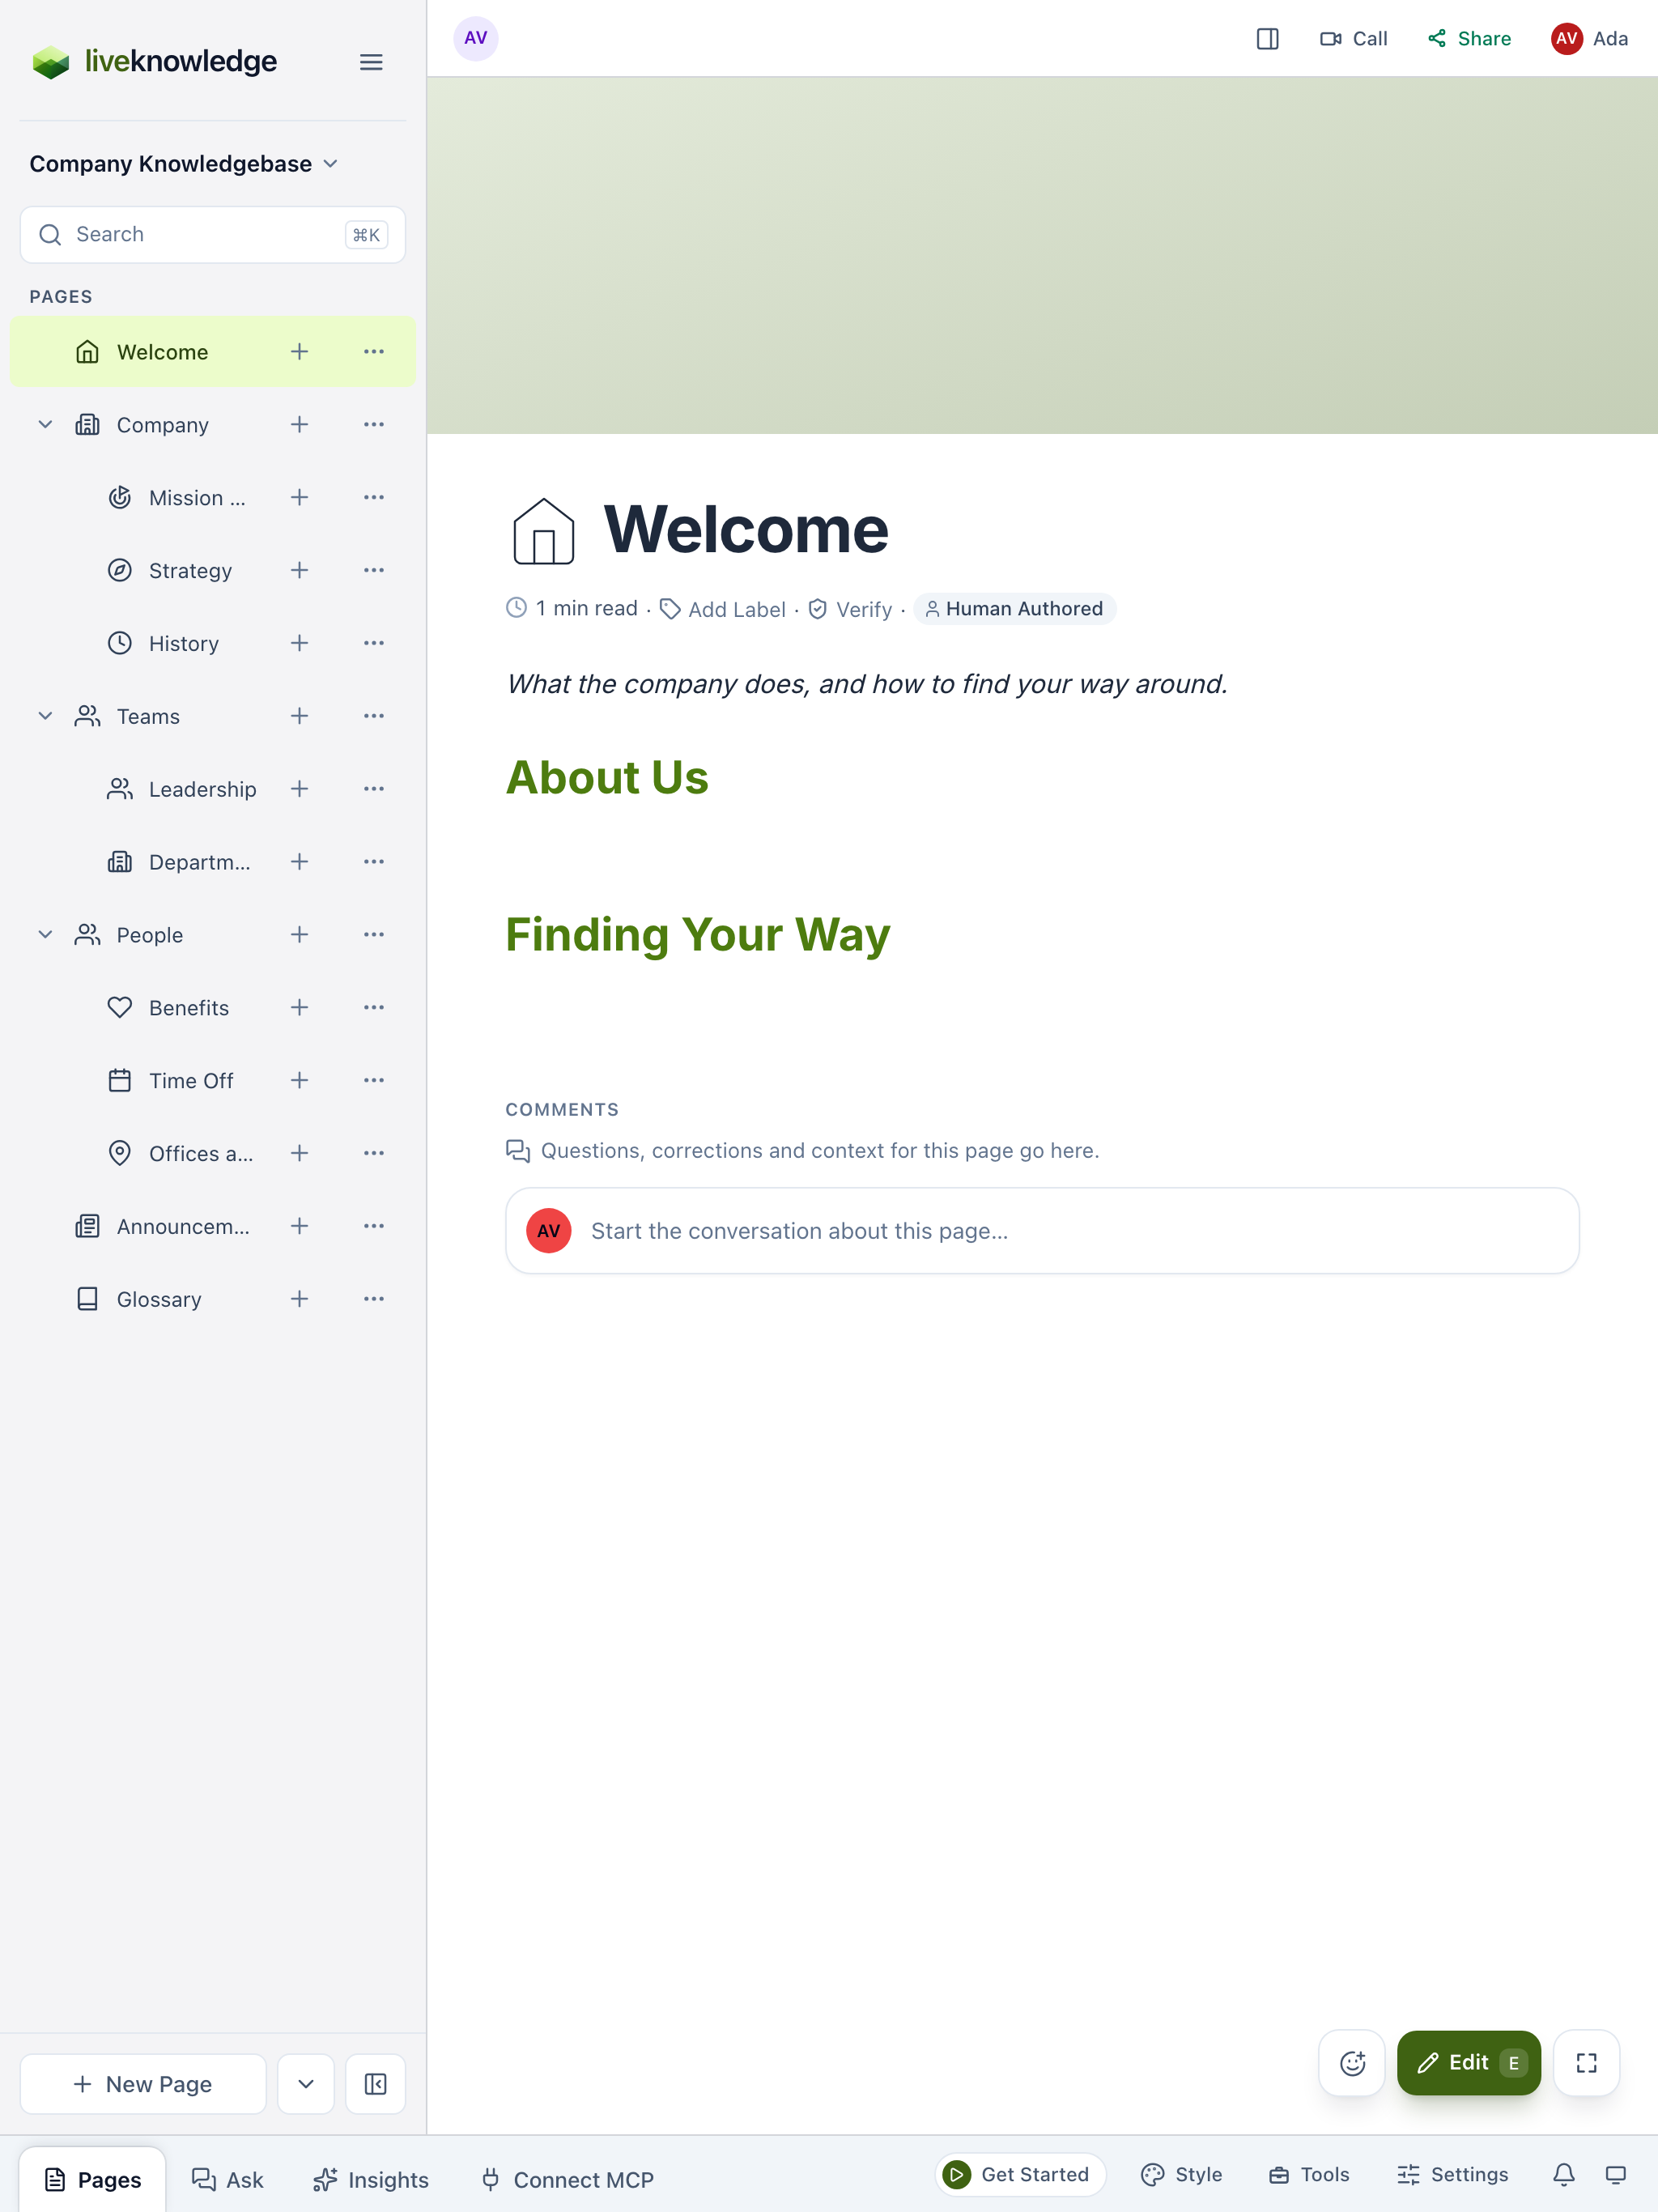 liveknowledge
Company Knowledgebase
Search ⌘K
PAGES
Welcome
Company
Mission ...
Strategy
History
Teams
Leadership
Departm...
People
Benefits
Time Off
Offices a...
Announcem...
Glossary
New Page
AV
Call
Share
AV Ada
Welcome
1 min read · Add Label · Verify · Human Authored
What the company does, and how to find your way around.
About Us
Finding Your Way
COMMENTS
Questions, corrections and context for this page go here.
AV Start the conversation about this page...
Edit E
Pages
Ask
Insights
Connect MCP
Get Started
Style
Tools
Settings